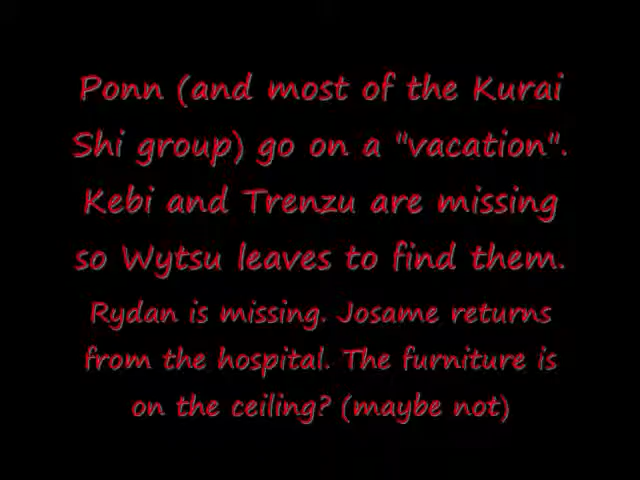 Ponn (and most of the Kurai
Shi group) go on a "vacation".
Kebi and Trenzu are missing
so Wytsu leaves to find them.
Rydan is missing. Josame returns
from the hospital. The furniture is
on the ceiling? (maybe not)